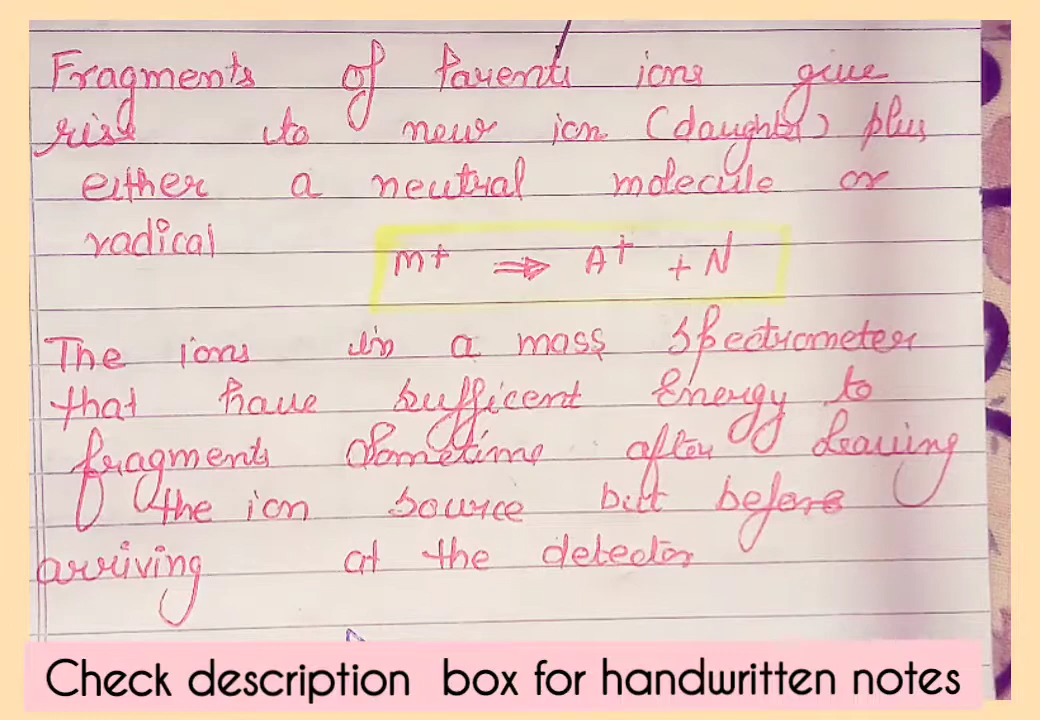 Fragments of Parents ions give
rise to new ion (daughter) plus
either a neutral molecule or
radical
M+ ⇒ A+ + N
The ions in a mass spectrometer
that have sufficent Energy to
fragments sometime after leaving
the ion source but before
arriving at the detector
Check description box for handwritten notes